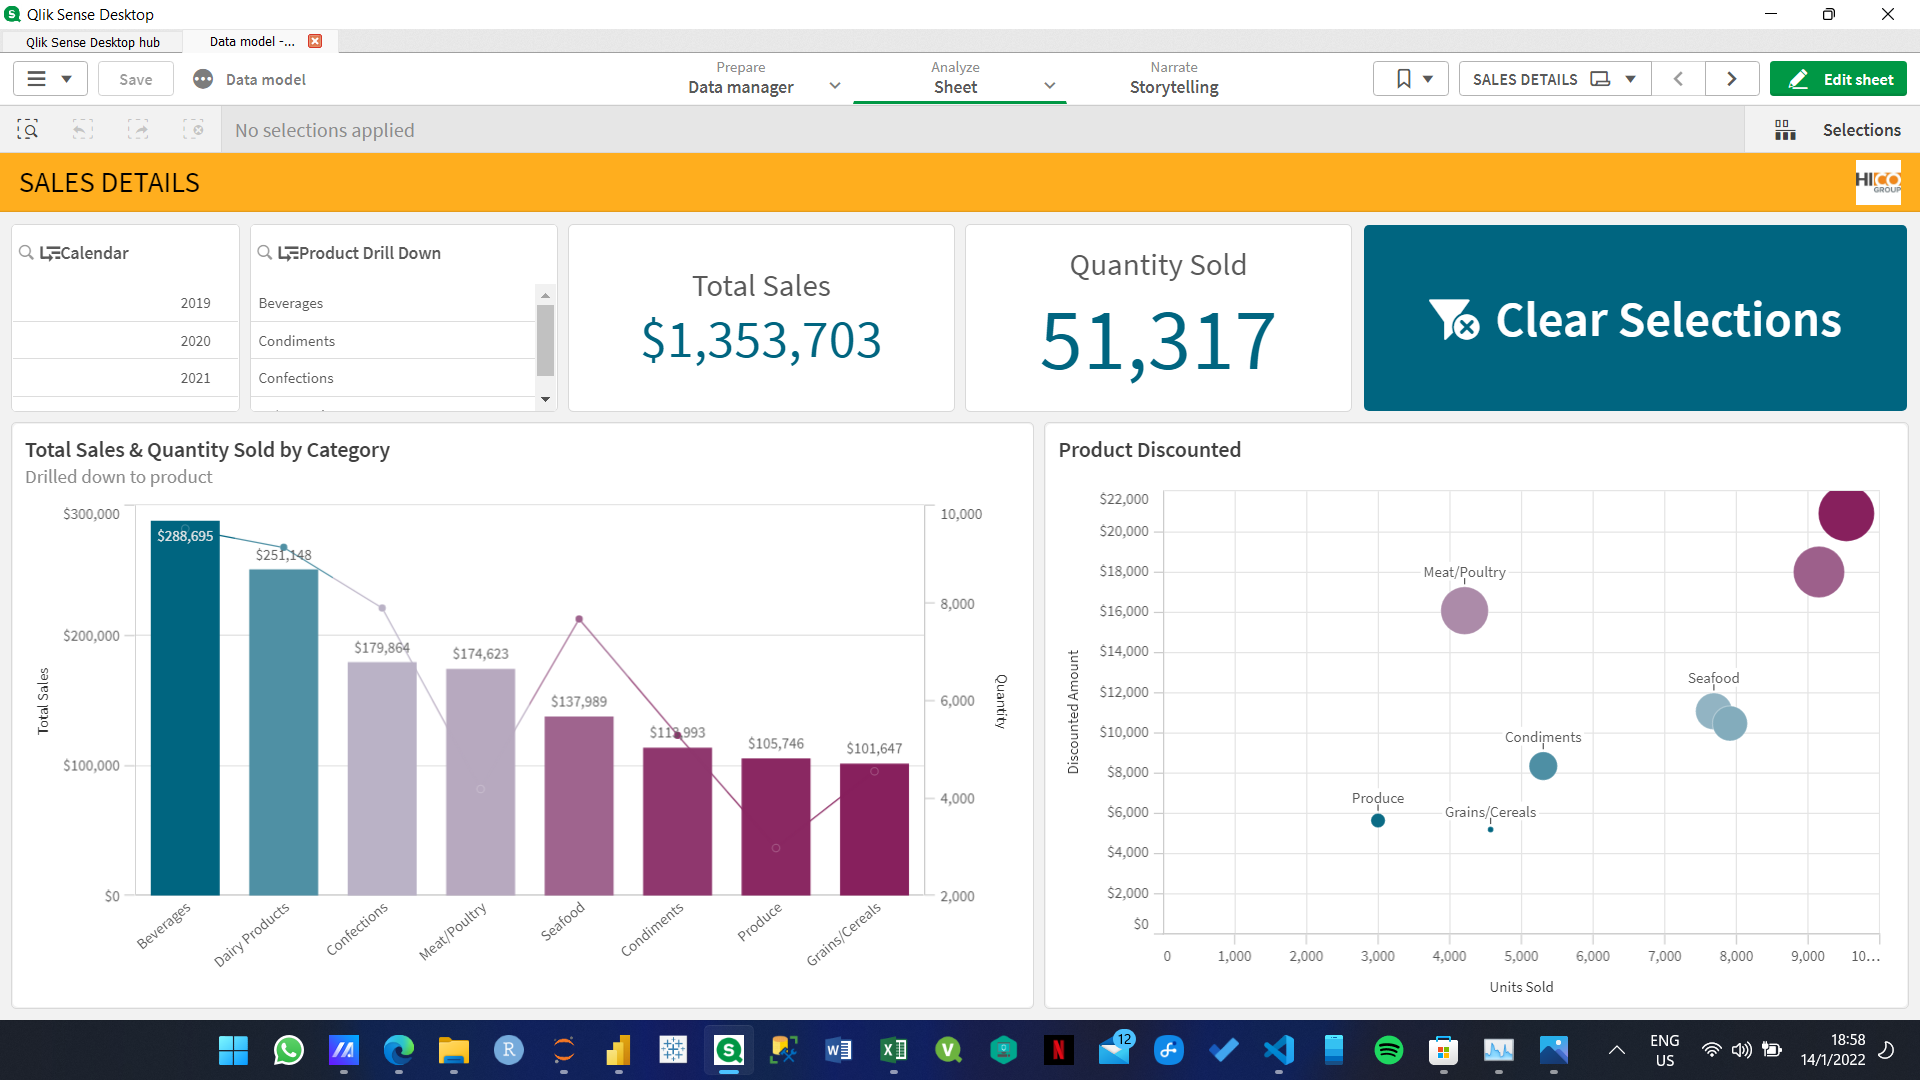 Qlik Sense Desktop
Qlik Sense Desktop hub
Data model -...
Save
Data model
Prepare
Data manager
Analyze
Sheet
Narrate
Storytelling
SALES DETAILS
Edit sheet
No selections applied
Selections
SALES DETAILS
HICO
GROUP
Calendar
2019
2020
2021
Product Drill Down
Beverages
Condiments
Confections
Total Sales
$1,353,703
Quantity Sold
51,317
Clear Selections
Total Sales & Quantity Sold by Category
Drilled down to product
$300,000
$200,000
$100,000
$0
Total Sales
$288,695
$251,148
$179,864
$174,623
$137,989
$105,746
$101,647
10,000
8,000
6,000
4,000
2,000
Quantity
Beverages
Dairy Products
Confections
Meat/Poultry
Seafood
Condiments
Produce
Grains/Cereals
Product Discounted
$22,000
$20,000
$18,000
$16,000
$14,000
$12,000
$10,000
$8,000
$6,000
$4,000
$2,000
$0
Discounted Amount
Meat/Poultry
Seafood
Condiments
Produce
Grains/Cereals
0
1,000
2,000
3,000
4,000
5,000
6,000
7,000
8,000
9,000
10...
Units Sold
R
W
X
V
N
12
ENG
US
18:58
14/1/2022